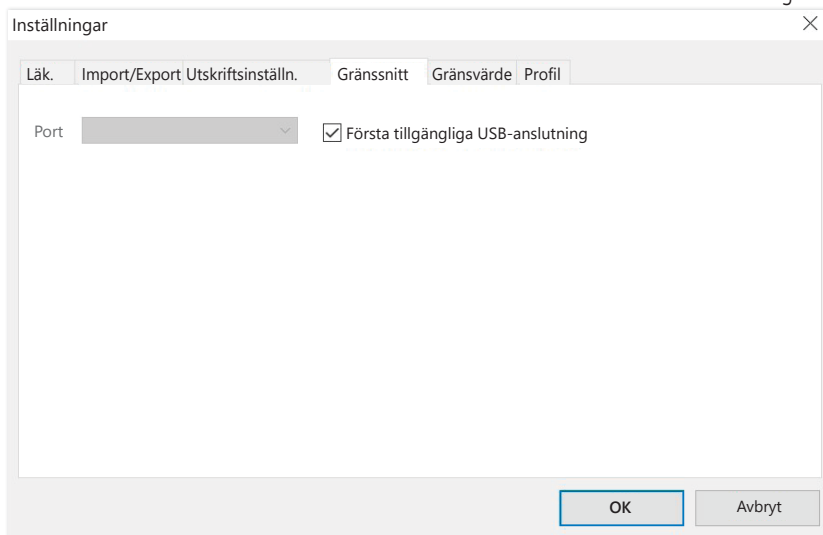 Inställningar
Läk. Import/Export Utskriftsinställn. Gränssnitt Gränsvärde Profil
Port Första tillgängliga USB-anslutning
OK Avbryt